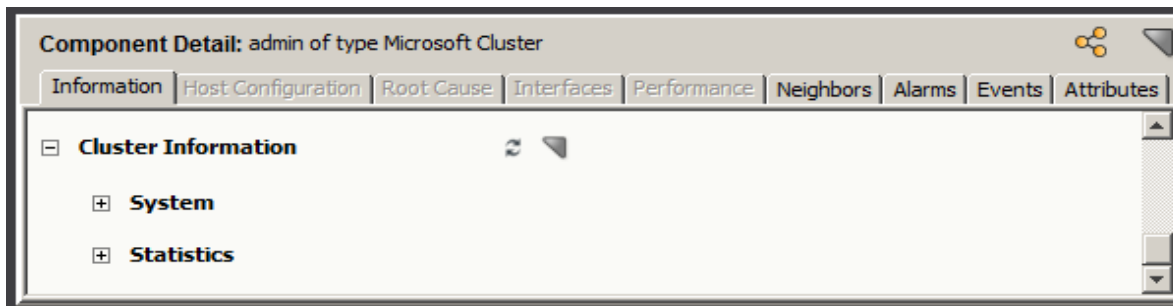 Component Detail: admin of type Microsoft Cluster
Information Host Configuration Root Cause Interfaces Performance Neighbors Alarms Events Attributes
Cluster Information
System
Statistics